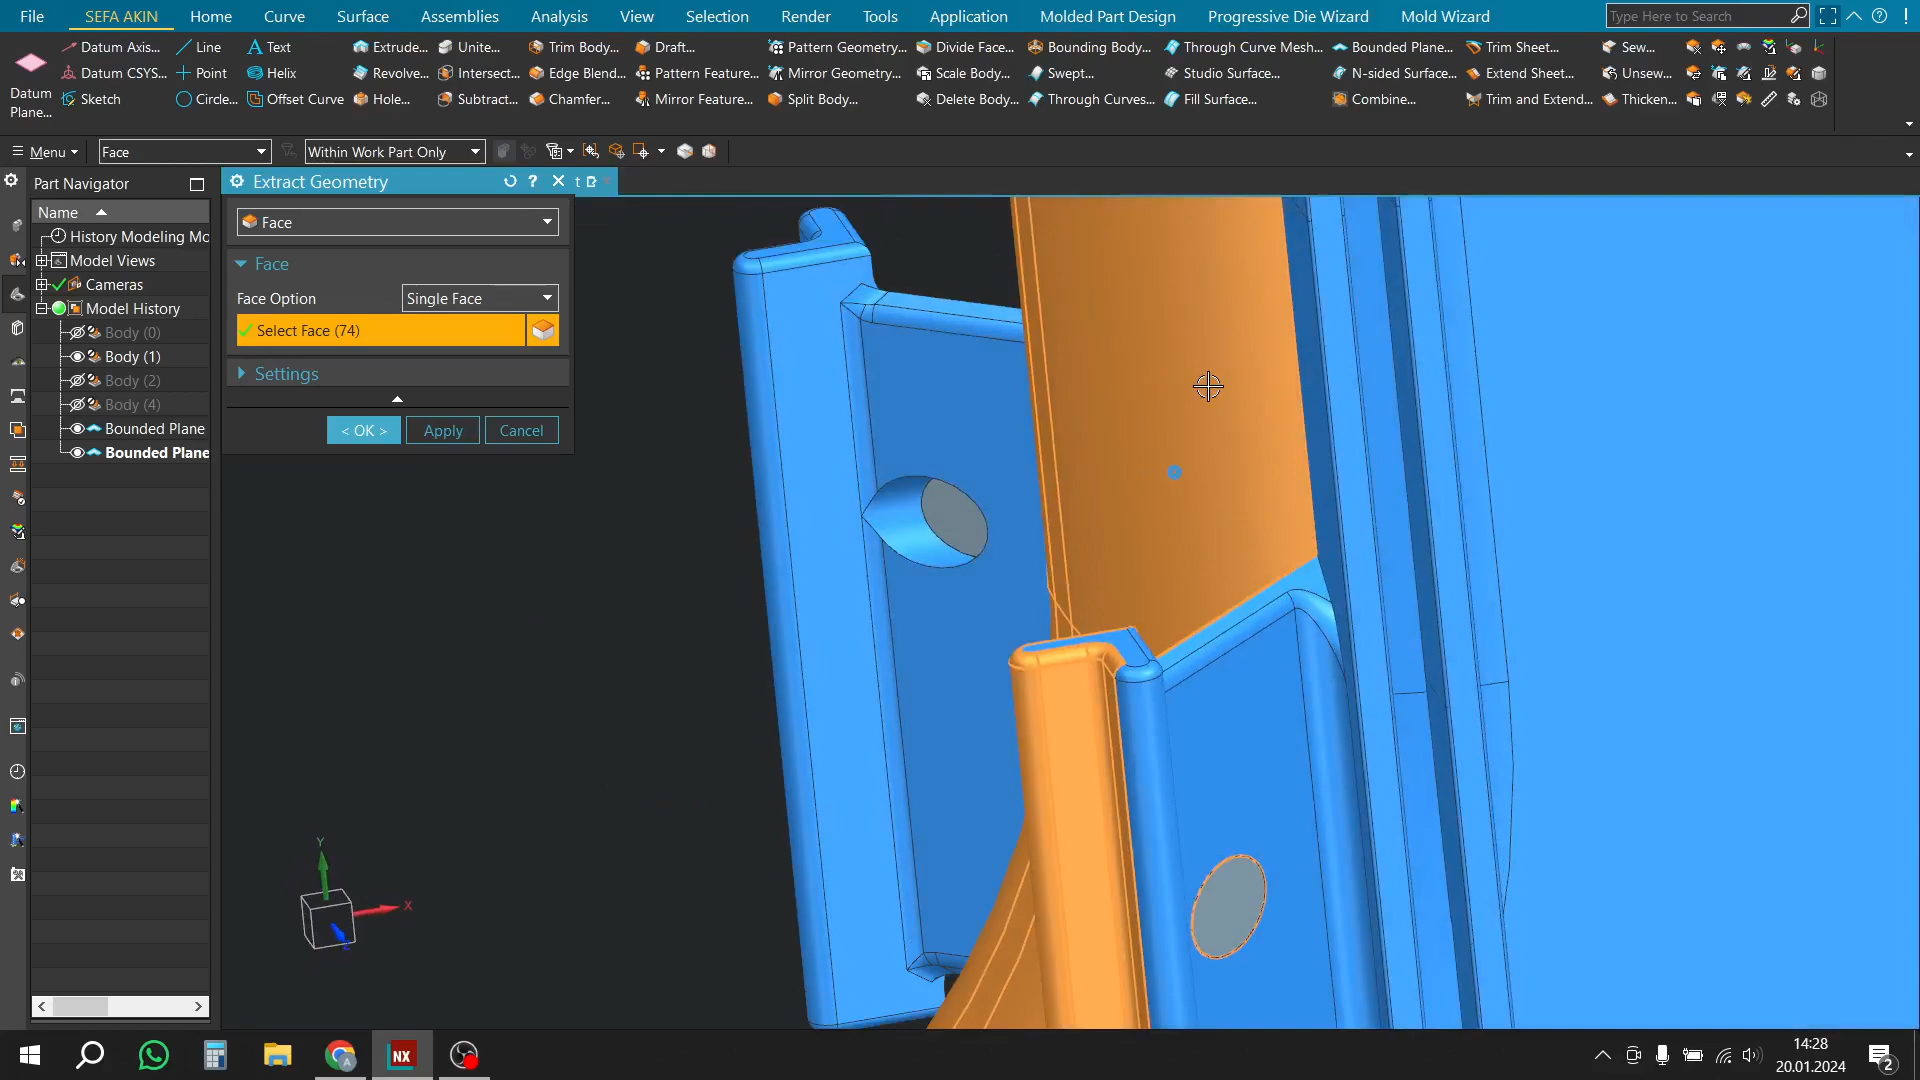 File SEFA AKIN Home Curve Surface Assemblies Analysis View Selection Render Tools Application Molded Part Design Progressive Die Wizard Mold Wizard Type Here to Search
Datum Axis... Line Text Extrude... Unite... Trim Body... Draft... Pattern Geometry... Divide Face... Bounding Body... Through Curve Mesh... Bounded Plane... Trim Sheet... Sew...
Datum CSYS... Point Helix Revolve... Intersect... Edge Blend... Pattern Feature... Mirror Geometry... Scale Body... Swept... Studio Surface... N-sided Surface... Extend Sheet... Unsew...
Datum Plane... Sketch Circle... Offset Curve Hole... Subtract... Chamfer... Mirror Feature... Split Body... Delete Body... Through Curves... Fill Surface... Combine... Trim and Extend... Thicken...
Menu Face Within Work Part Only
Part Navigator
Extract Geometry
Name
History Modeling Mo
Model Views
Cameras
Model History
Body (0)
Body (1)
Body (2)
Body (4)
Bounded Plane
Bounded Plane
Face
Face
Face Option Single Face
Select Face (74)
Settings
< OK > Apply Cancel
Y
X
NX
14:28
20.01.2024
2